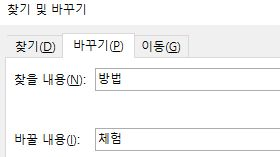 찾기 및 바꾸기
찾기(D) 바꾸기(P) 이동(G)
찾을 내용(N): 방법
바꿀 내용(I): 체험